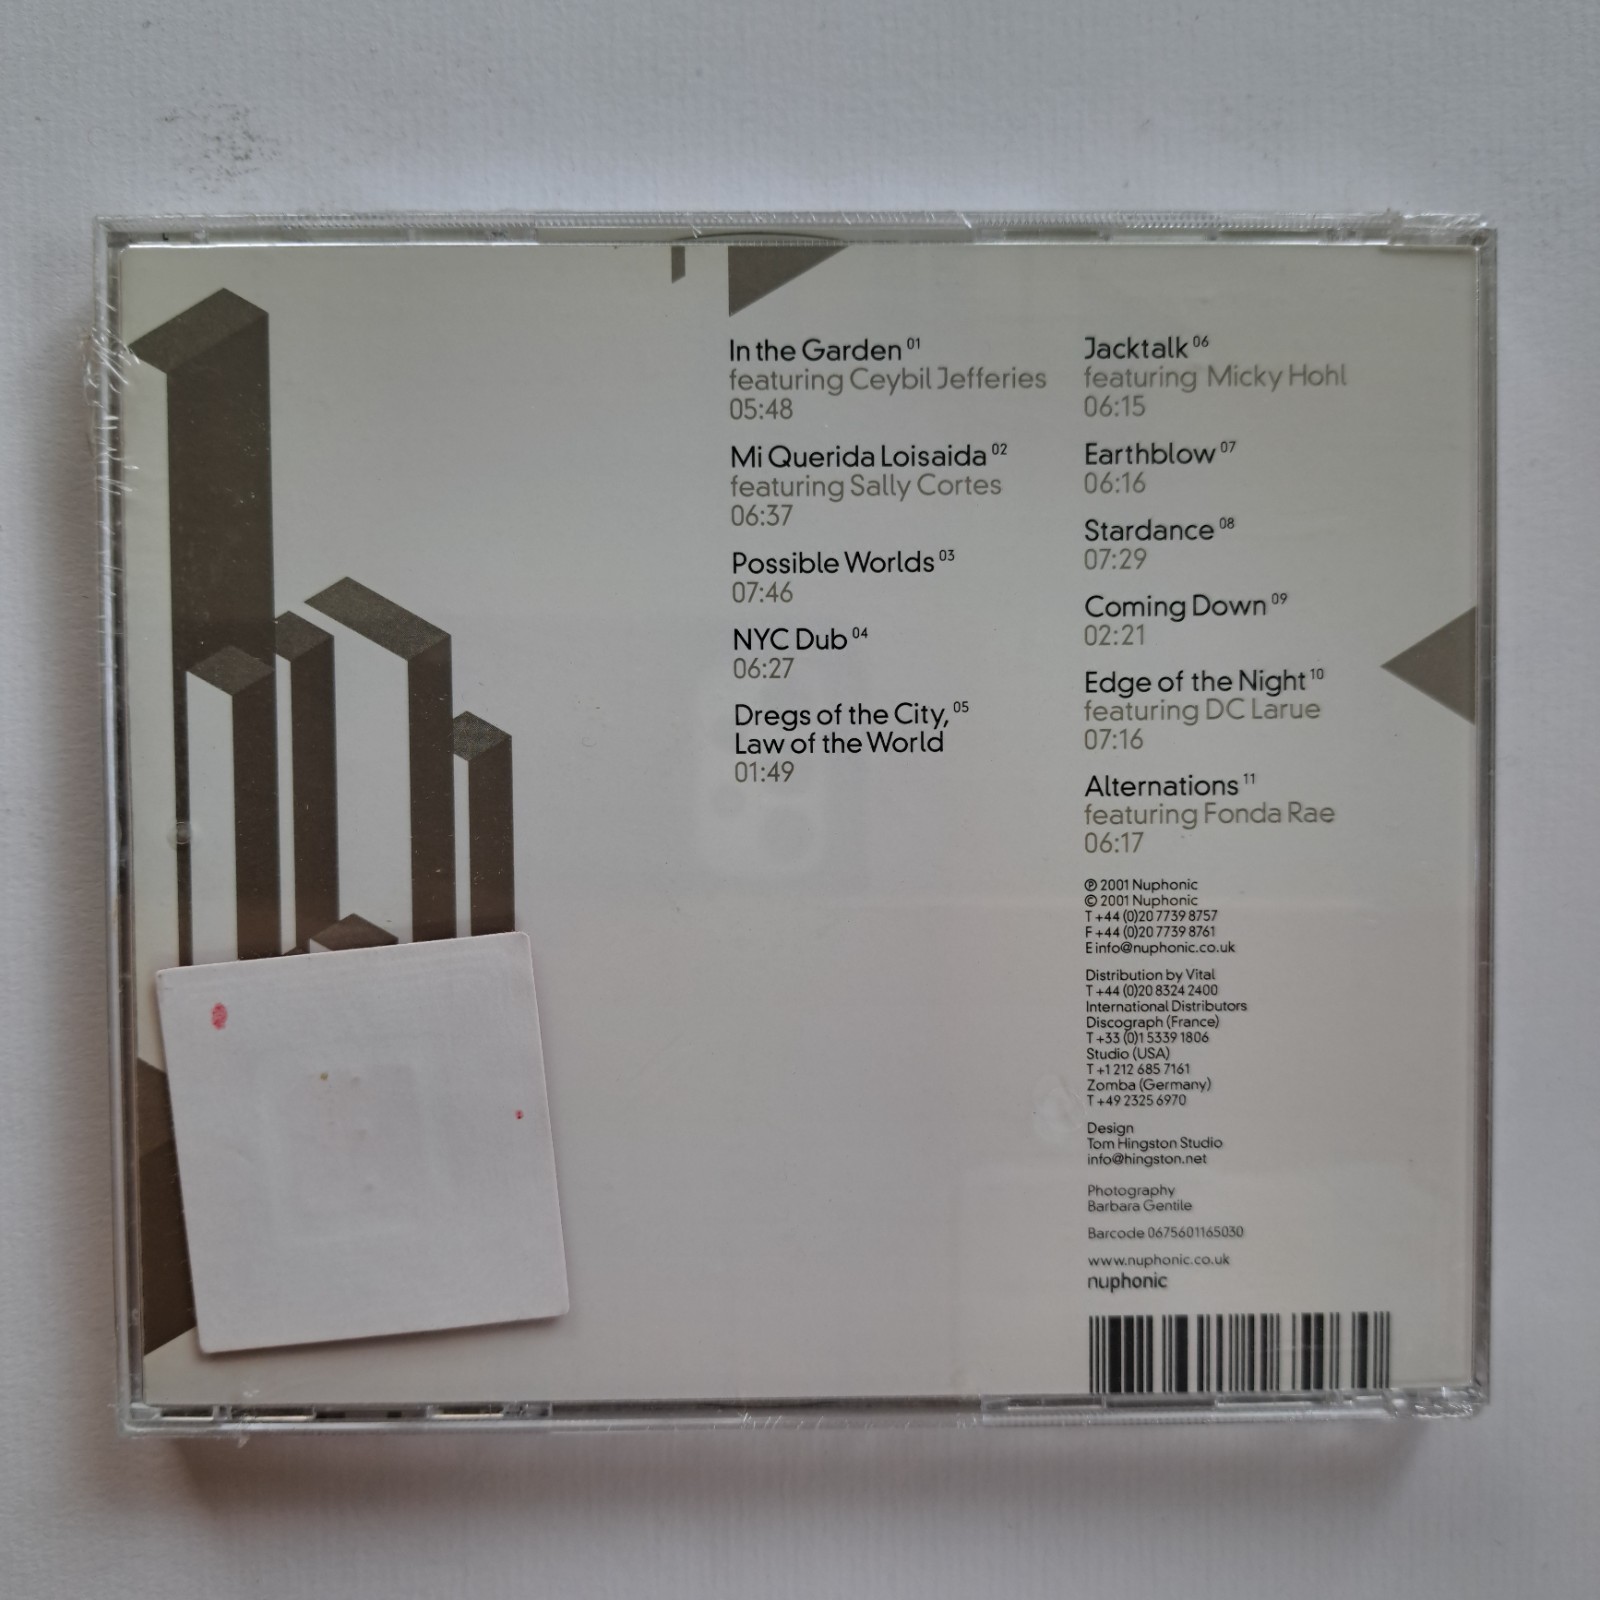 In the Garden 01
featuring Ceybil Jefferies
05:48
Mi Querida Loisaida 02
featuring Sally Cortes
06:37
Possible Worlds 03
07:46
NYC Dub 04
06:27
Dregs of the City, 05
Law of the World
01:49
Jacktalk 06
featuring Micky Hohl
06:15
Earthblow 07
06:16
Stardance 08
07:29
Coming Down 09
02:21
Edge of the Night 10
featuring DC Larue
07:16
Alternations 11
featuring Fonda Rae
06:17
℗ 2001 Nuphonic
© 2001 Nuphonic
T +44 (0)20 7739 8757
F +44 (0)20 7739 8761
E info@nuphonic.co.uk
Distribution by Vital
T +44 (0)20 8324 2400
International Distributors
Discograph (France)
T +33 (0)1 5339 1806
Studio (USA)
T +1 212 685 7161
Zomba (Germany)
T +49 2325 6970
Design
Tom Hingston Studio
info@hingston.net
Photography
Barbara Gentile
Barcode 0675601165030
www.nuphonic.co.uk
nuphonic